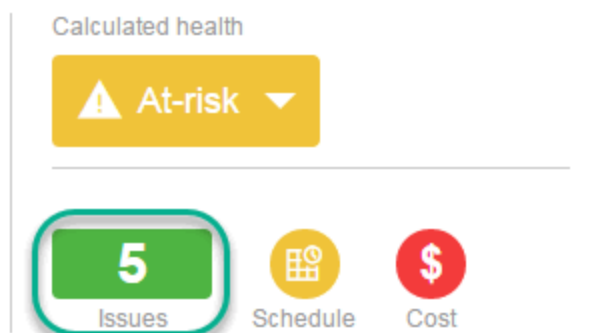 Calculated health
At-risk
5
$
Issues
Schedule
Cost